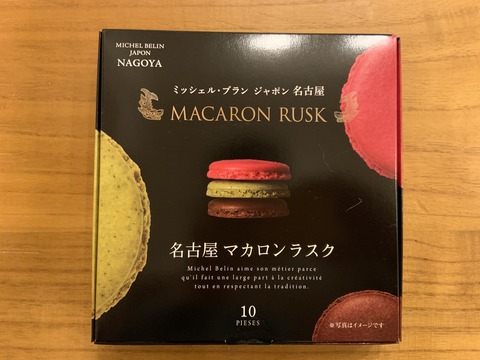 MICHEL BELIN
JAPON
NAGOYA
ミッシェル・ブラン ジャポン 名古屋
MACARON RUSK
名古屋 マカロンラスク
Michel Belin aime son métier parce
qu'il fait une large part à la créativité
tout en respectant la tradition.
10
PIESES
※写真はイメージです